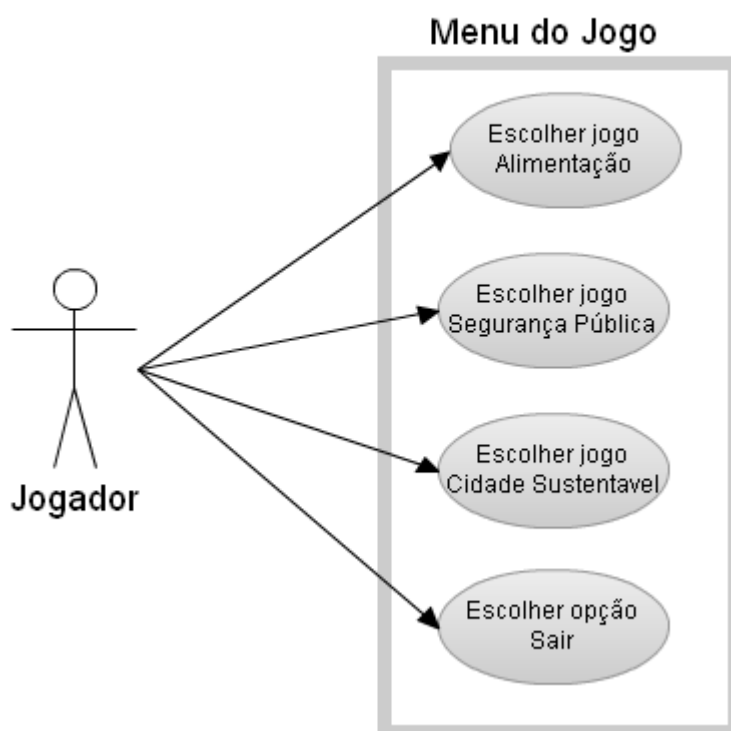 Menu do Jogo
Escolher jogo
Alimentação
Escolher jogo
Segurança Pública
Escolher jogo
Cidade Sustentavel
Jogador
Escolher opção
Sair